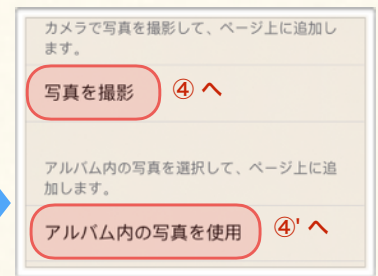 カメラで写真を撮影して、ページ上に追加し
ます。
写真を撮影 ④ へ
アルバム内の写真を選択して、ページ上に追
加します。
アルバム内の写真を使用 ④' へ